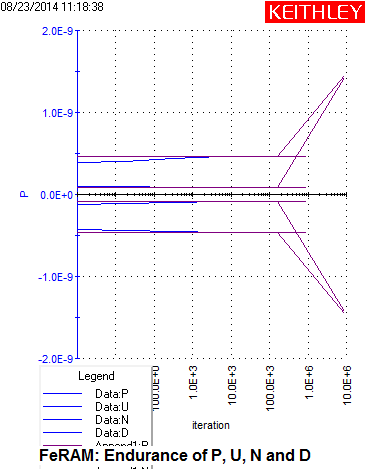 08/23/2014 11:18:38
KEITHLEY
2.0E-9
1.0E-9
0.0E+0
-1.0E-9
-2.0E-9
P
100.0E+0
1.0E+3
10.0E+3
100.0E+3
1.0E+6
10.0E+6
iteration
Legend
Data:P
Data:U
Data:N
Data:D
FeRAM: Endurance of P, U, N and D